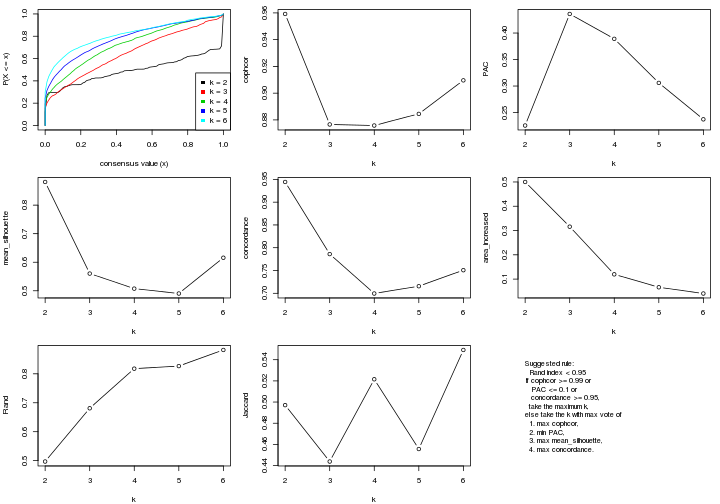 P(X <= x)
0.0 0.2 0.4 0.6 0.8 1.0
k = 2
k = 3
k = 4
k = 5
k = 6
0.0 0.2 0.4 0.6 0.8 1.0
consensus value (x)
cophcor
0.88 0.90 0.92 0.94 0.96
2 3 4 5 6
k
PAC
0.25 0.30 0.35 0.40
2 3 4 5 6
k
mean_silhouette
0.5 0.6 0.7 0.8
2 3 4 5 6
k
concordance
0.70 0.75 0.80 0.85 0.90 0.95
2 3 4 5 6
k
area_increased
0.1 0.2 0.3 0.4 0.5
2 3 4 5 6
k
Rand
0.5 0.6 0.7 0.8
2 3 4 5 6
k
Jaccard
0.44 0.46 0.48 0.50 0.52 0.54
2 3 4 5 6
k
Suggested rule:
Rand index < 0.95
If cophcor >= 0.99 or
PAC <= 0.1 or
concordance >= 0.95,
take the maximum k,
else take the k with max vote of
1. max cophcor,
2. min PAC,
3. max mean_silhouette,
4. max concordance.